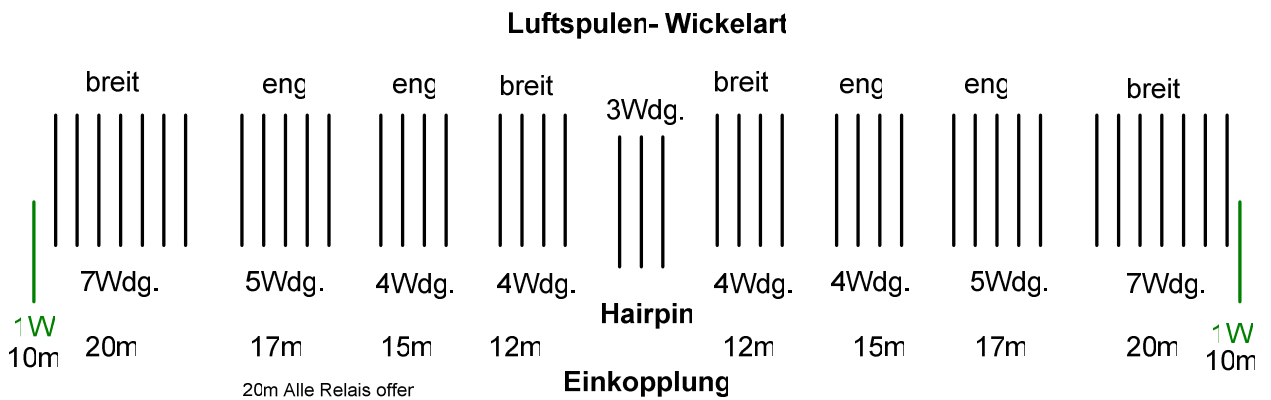 Luftspulen- Wickelart
breit eng eng breit breit eng eng breit
3Wdg.
7Wdg. 5Wdg. 4Wdg. 4Wdg. 4Wdg. 4Wdg. 5Wdg. 7Wdg.
Hairpin
1W 1W
10m 20m 17m 15m 12m 12m 15m 17m 20m 10m
20m Alle Relais offer Einkopplung